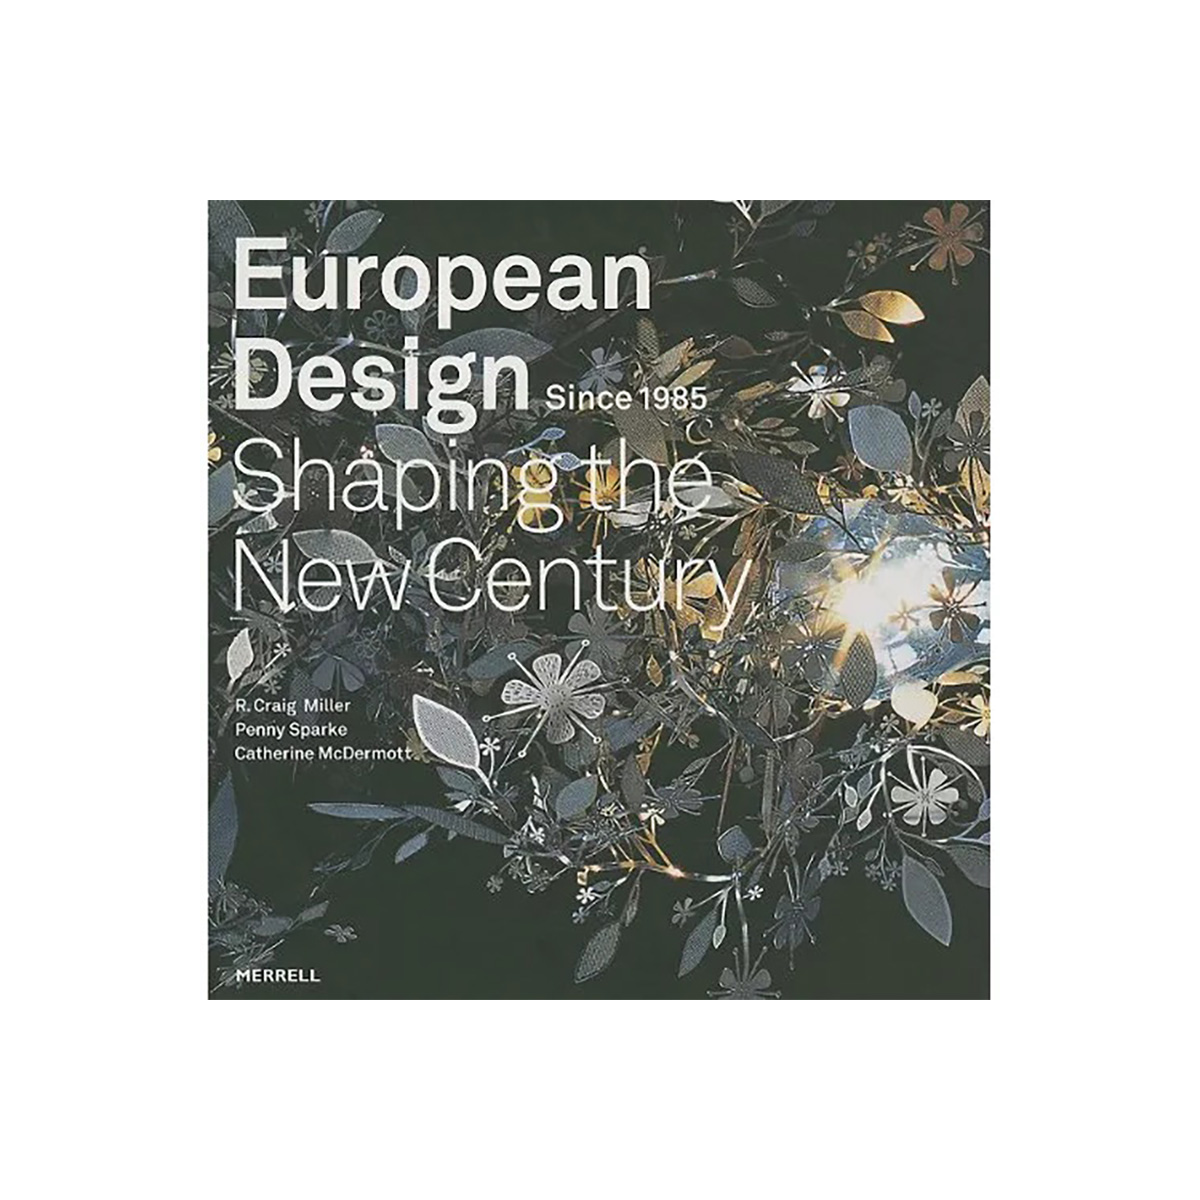 European
Design Since 1985
Shaping the
New Century
R. Craig Miller
Penny Sparke
Catherine McDermott
MERRELL